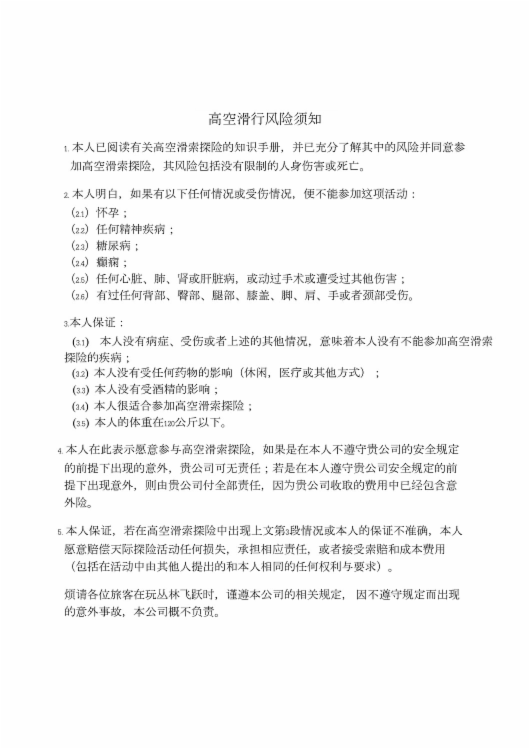 高空滑行风险须知
1. 本人已阅读有关高空滑索探险的知识手册，并已充分了解其中的风险并同意参
加高空滑索探险，其风险包括没有限制的人身伤害或死亡。
2. 本人明白，如果有以下任何情况或受伤情况，便不能参加这项活动：
（2.1）怀孕；
（2.2）任何精神疾病；
（2.3）糖尿病；
（2.4）癫痫；
（2.5）任何心脏、肺、肾或肝脏病，或动过手术或遭受过其他伤害；
（2.6）有过任何背部、臀部、腿部、膝盖、脚、肩、手或者颈部受伤。
3.本人保证：
(3.1) 本人没有病症、受伤或者上述的其他情况，意味着本人没有不能参加高空滑索
探险的疾病；
(3.2) 本人没有受任何药物的影响（休闲，医疗或其他方式）；
(3.3) 本人没有受酒精的影响；
(3.4) 本人很适合参加高空滑索探险；
(3.5) 本人的体重在120公斤以下。
4. 本人在此表示愿意参与高空滑索探险，如果是在本人不遵守贵公司的安全规定
的前提下出现的意外，贵公司可无责任；若是在本人遵守贵公司安全规定的前
提下出现意外，则由贵公司付全部责任，因为贵公司收取的费用中已经包含意
外险。
5. 本人保证，若在高空滑索探险中出现上文第3段情况或本人的保证不准确，本人
愿意赔偿天际探险活动任何损失，承担相应责任，或者接受索赔和成本费用
（包括在活动中由其他人提出的和本人相同的任何权利与要求）。
烦请各位旅客在玩丛林飞跃时，谨遵本公司的相关规定， 因不遵守规定而出现
的意外事故，本公司概不负责。